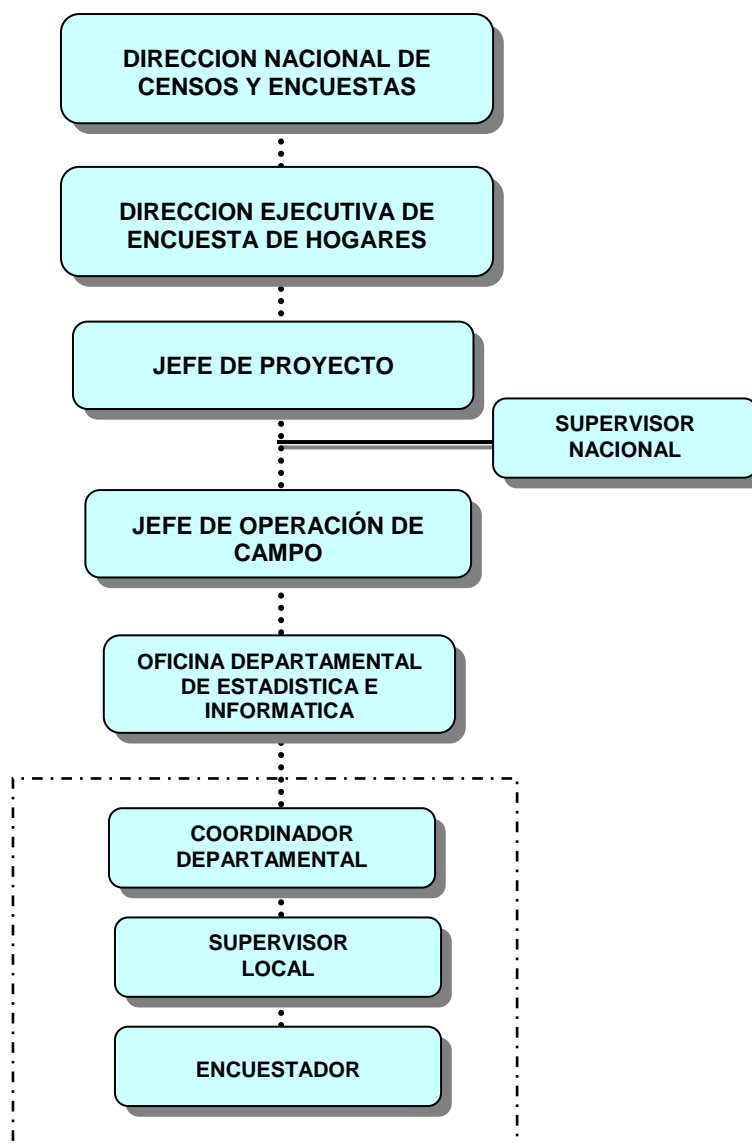 DIRECCION NACIONAL DE
CENSOS Y ENCUESTAS
DIRECCION EJECUTIVA DE
ENCUESTA DE HOGARES
JEFE DE PROYECTO
SUPERVISOR
NACIONAL
JEFE DE OPERACIÓN DE
CAMPO
OFICINA DEPARTAMENTAL
DE ESTADISTICA E
INFORMATICA
COORDINADOR
DEPARTAMENTAL
SUPERVISOR
LOCAL
ENCUESTADOR